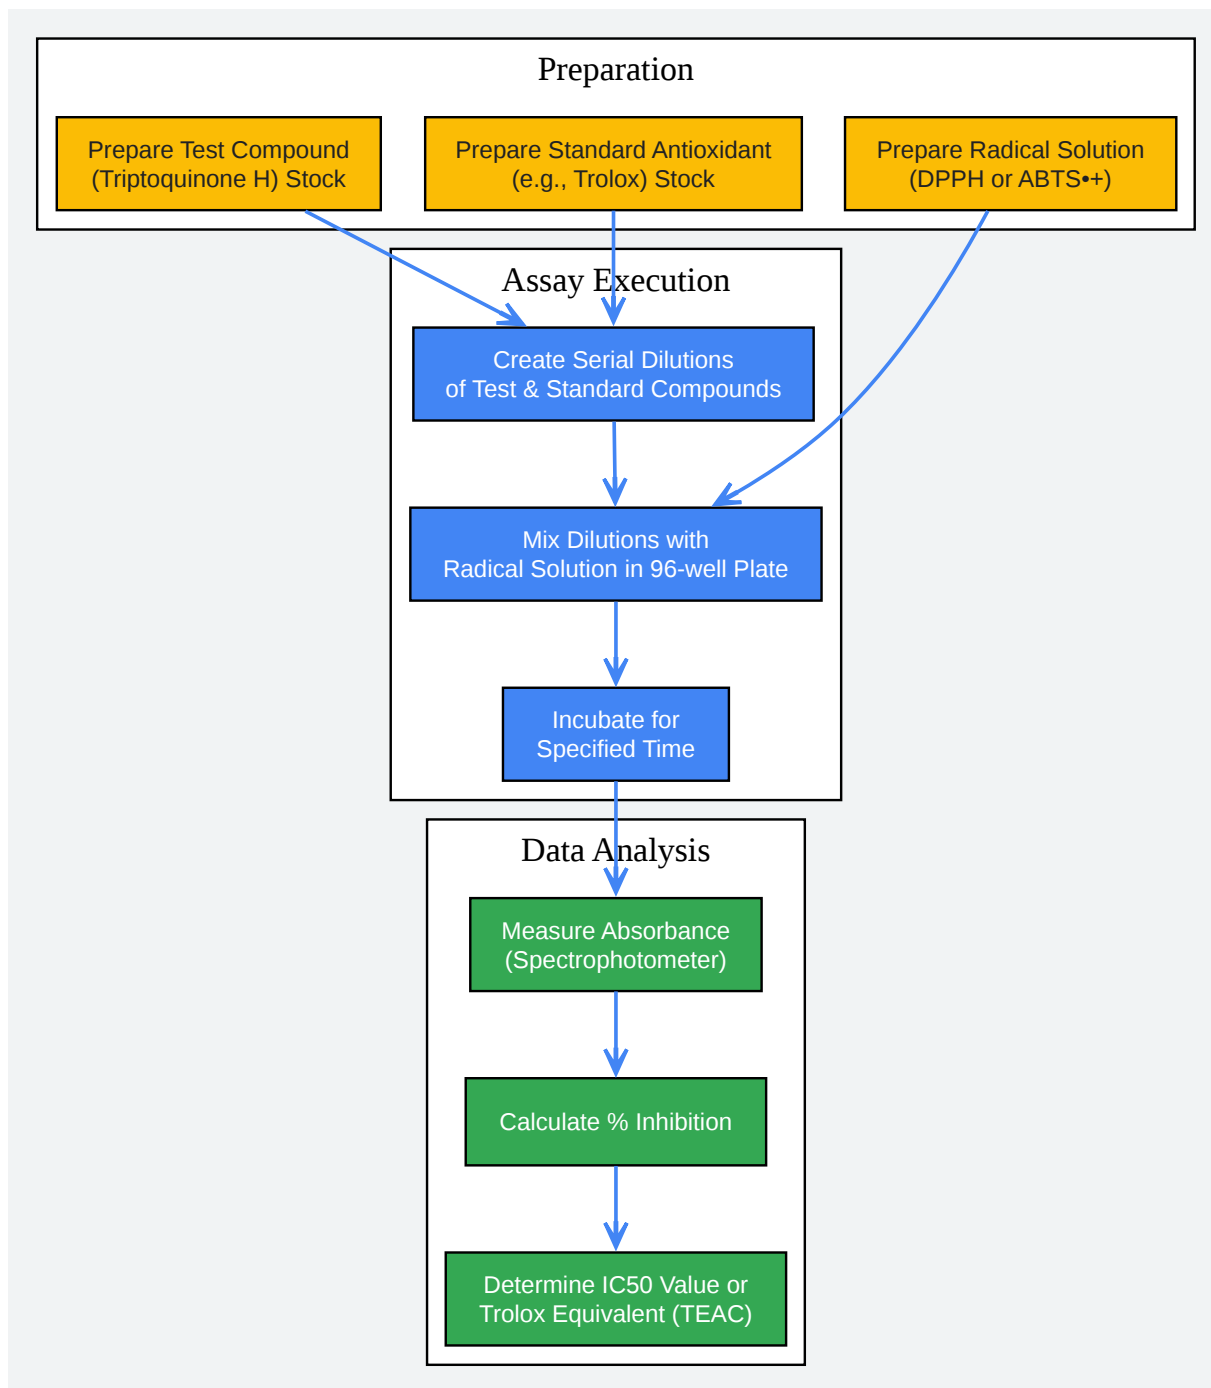 Preparation
Prepare Test Compound
(Triptoquinone H) Stock
Prepare Standard Antioxidant
(e.g., Trolox) Stock
Prepare Radical Solution
(DPPH or ABTS•+)
Assay Execution
Create Serial Dilutions
of Test & Standard Compounds
Mix Dilutions with
Radical Solution in 96-well Plate
Incubate for
Specified Time
Data Analysis
Measure Absorbance
(Spectrophotometer)
Calculate % Inhibition
Determine IC50 Value or
Trolox Equivalent (TEAC)